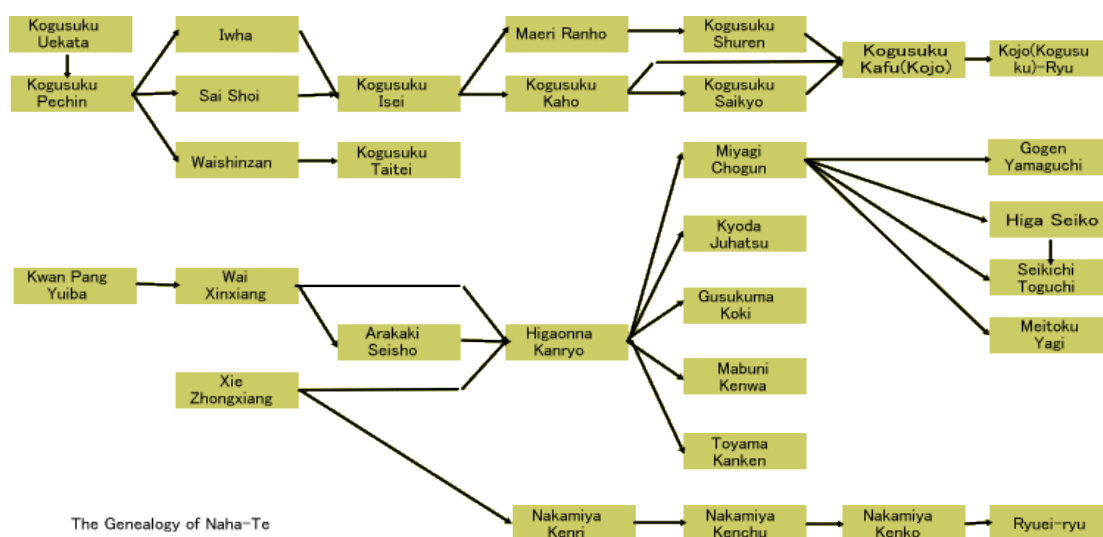 Kogusuku
Uekata
Iwha
Maeri Ranho
Kogusuku
Shuren
Kogusuku
Kafu(Kojo)
Kojo(Kogusu
ku)-Ryu
Kogusuku
Pechin
Sai Shoi
Kogusuku
Isei
Kogusuku
Kaho
Kogusuku
Saikyo
Waishinzan
Kogusuku
Taitei
Miyagi
Chogun
Gogen
Yamaguchi
Kyoda
Juhatsu
Higa Seiko
Kwan Pang
Yuiba
Wai
Xinxiang
Seikichi
Toguchi
Gusukuma
Koki
Arakaki
Seisho
Higaonna
Kanryo
Meitoku
Yagi
Xie
Zhongxiang
Mabuni
Kenwa
Toyama
Kanken
The Genealogy of Naha-Te
Nakamiya
Kenri
Nakamiya
Kenchu
Nakamiya
Kenko
Ryuei-ryu